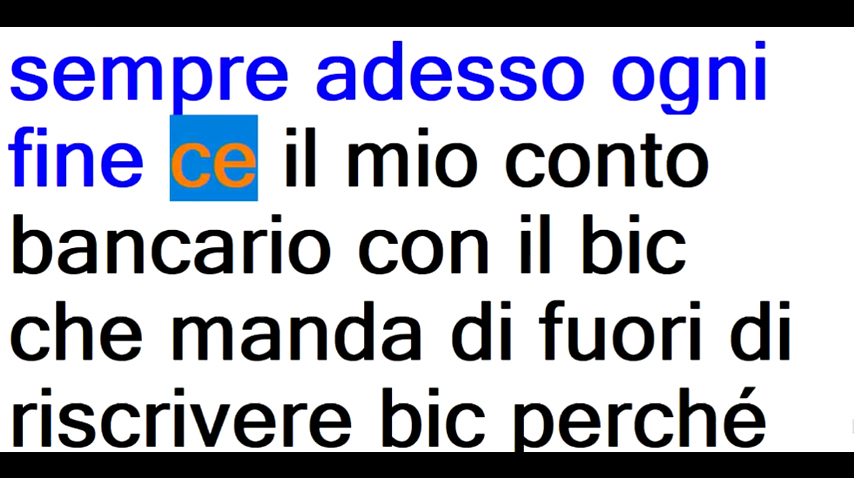 sempre adesso ogni
fine ce il mio conto
bancario con il bic
che manda di fuori di
riscrivere bic perché